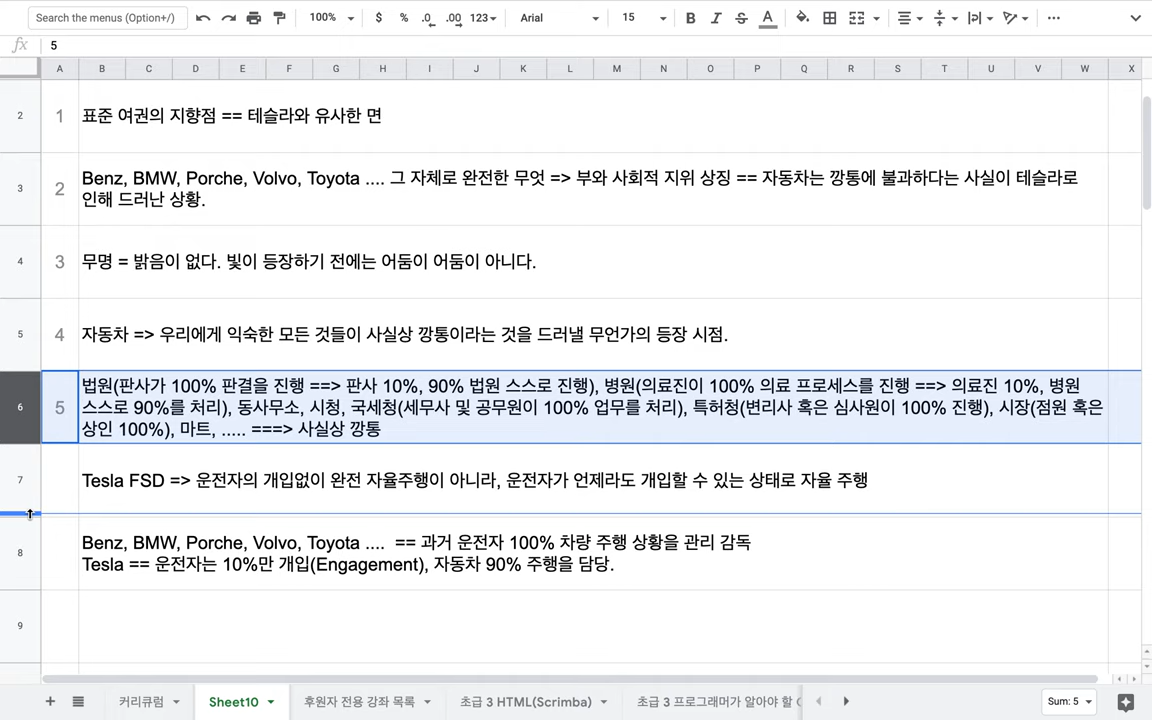 Search the menus (Option+/)
100%
$
%
.0
.00
123
Arial
15
B
I
S
A
fx
5
A B C D E F G H I J K L M N O P Q R S T U V W X
2
1
표준 여권의 지향점 == 테슬라와 유사한 면
3
2
Benz, BMW, Porche, Volvo, Toyota .... 그 자체로 완전한 무엇 => 부와 사회적 지위 상징 == 자동차는 깡통에 불과하다는 사실이 테슬라로
인해 드러난 상황.
4
3
무명 = 밝음이 없다. 빛이 등장하기 전에는 어둠이 어둠이 아니다.
5
4
자동차 => 우리에게 익숙한 모든 것들이 사실상 깡통이라는 것을 드러낼 무언가의 등장 시점.
6
5
법원(판사가 100% 판결을 진행 ==> 판사 10%, 90% 법원 스스로 진행), 병원(의료진이 100% 의료 프로세스를 진행 ==> 의료진 10%, 병원
스스로 90%를 처리), 동사무소, 시청, 국세청(세무사 및 공무원이 100% 업무를 처리), 특허청(변리사 혹은 심사원이 100% 진행), 시장(점원 혹은
상인 100%), 마트, ..... ===> 사실상 깡통
7
Tesla FSD => 운전자의 개입없이 완전 자율주행이 아니라, 운전자가 언제라도 개입할 수 있는 상태로 자율 주행
8
Benz, BMW, Porche, Volvo, Toyota .... == 과거 운전자 100% 차량 주행 상황을 관리 감독
Tesla == 운전자는 10%만 개입(Engagement), 자동차 90% 주행을 담당.
9
커리큐럼
Sheet10
후원자 전용 강좌 목록
초급 3 HTML(Scrimba)
초급 3 프로그래머가 알아야 할
Sum: 5